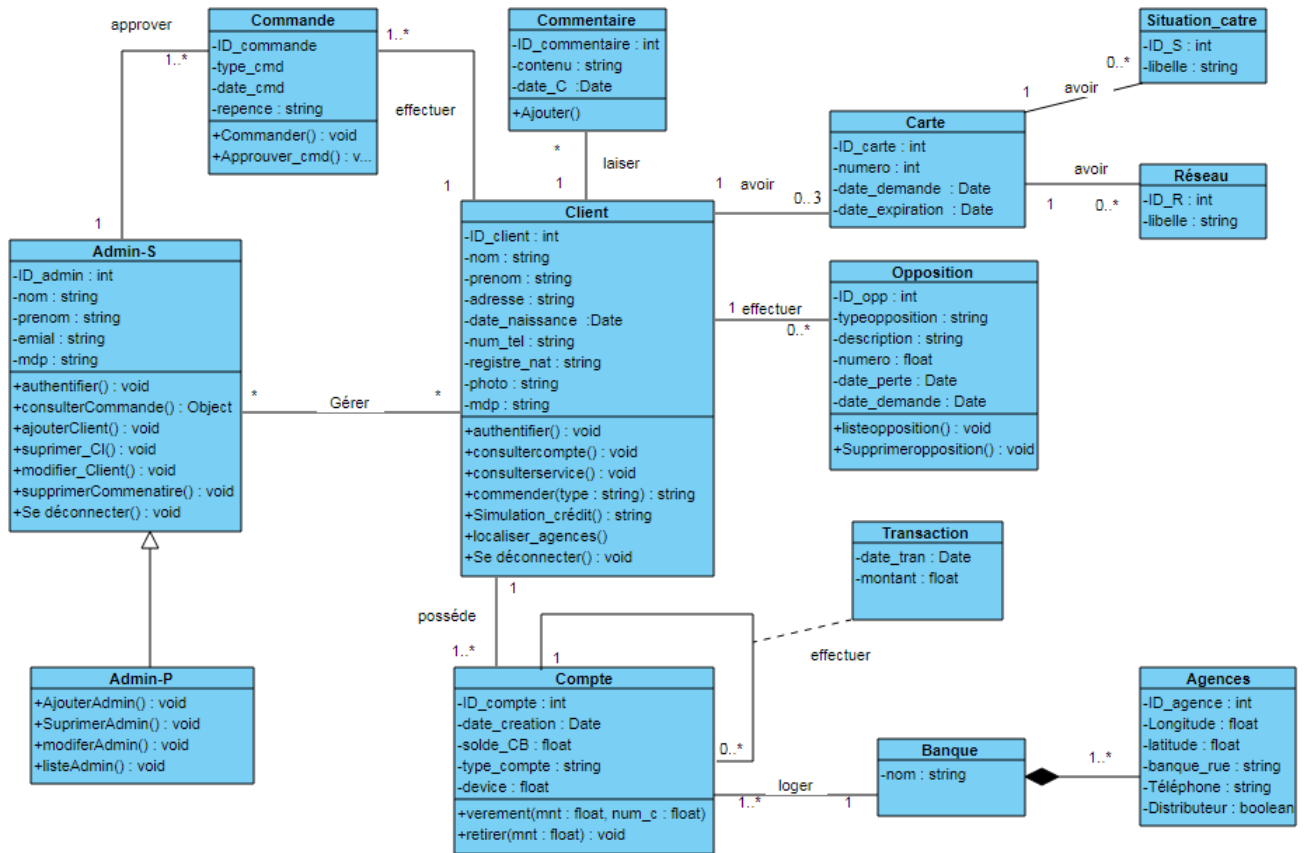 approver
1..*
1
Commande
-ID_commande
-type_cmd
-date_cmd
-repence : string
+Commander() : void
+Approuver_cmd() : v...
1..*
effectuer
1
Commentaire
-ID_commentaire : int
-contenu : string
-date_C :Date
+Ajouter()
*
laiser
1
Situation_catre
-ID_S : int
-libelle : string
0..*
1
avoir
Carte
-ID_carte : int
-numero : int
-date_demande : Date
-date_expiration : Date
avoir
1
0..*
Réseau
-ID_R : int
-libelle : string
1
avoir
0..3
Admin-S
-ID_admin : int
-nom : string
-prenom : string
-emial : string
-mdp : string
+authentifier() : void
+consulterCommande() : Object
+ajouterClient() : void
+suprimer_Cl() : void
+modifier_Client() : void
+supprimerCommenatire() : void
+Se déconnecter() : void
*
Gérer
*
Client
-ID_client : int
-nom : string
-prenom : string
-adresse : string
-date_naissance :Date
-num_tel : string
-registre_nat : string
-photo : string
-mdp : string
+authentifier() : void
+consultercompte() : void
+consulterservice() : void
+commender(type : string) : string
+Simulation_crédit() : string
+localiser_agences()
+Se déconnecter() : void
1
effectuer
0..*
Opposition
-ID_opp : int
-typeopposition : string
-description : string
-numero : float
-date_perte : Date
-date_demande : Date
+listeopposition() : void
+Supprimeropposition() : void
Transaction
-date_tran : Date
-montant : float
1
posséde
1..*
1
effectuer
0..*
Admin-P
+AjouterAdmin() : void
+SuprimerAdmin() : void
+modiferAdmin() : void
+listeAdmin() : void
Compte
-ID_compte : int
-date_creation : Date
-solde_CB : float
-type_compte : string
-device : float
+verement(mnt : float, num_c : float)
+retirer(mnt : float) : void
loger
1..*
1
Banque
-nom : string
1..*
Agences
-ID_agence : int
-Longitude : float
-latitude : float
-banque_rue : string
-Téléphone : string
-Distributeur : boolean